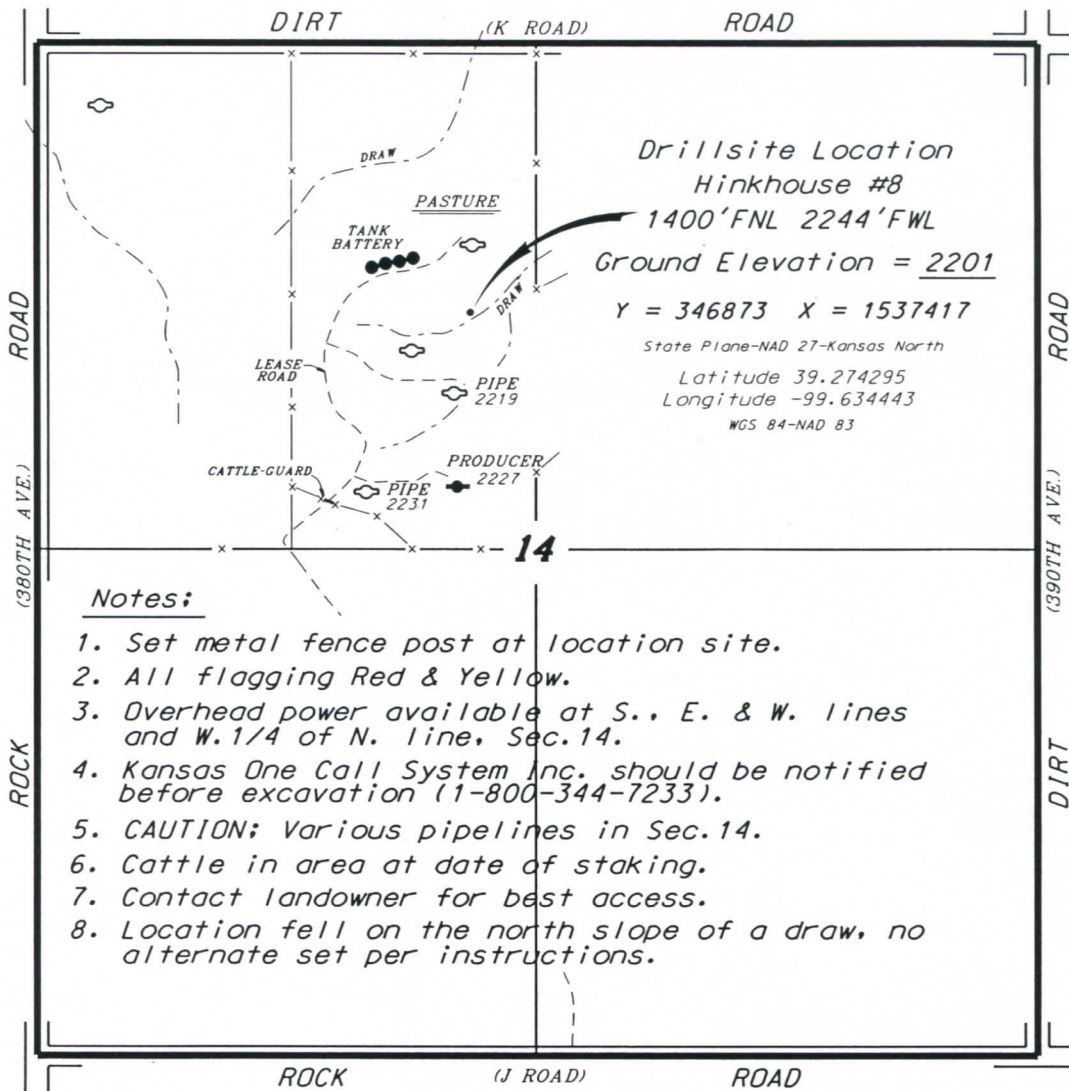 DIRT (K ROAD) ROAD
DRAW
Drillsite Location
Hinkhouse #8
1400'FNL 2244'FWL
Ground Elevation = 2201
Y = 346873 X = 1537417
State Plane-NAD 27-Kansas North
Latitude 39.274295
Longitude -99.634443
WGS 84-NAD 83
PASTURE
TANK
BATTERY
DRAW
LEASE
ROAD
PIPE
2219
CATTLE-GUARD
PIPE
2231
PRODUCER
2227
14
ROAD
(380TH AVE.)
ROCK
ROAD
(390TH AVE.)
DIRT
Notes:
1. Set metal fence post at location site.
2. All flagging Red & Yellow.
3. Overhead power available at S., E. & W. lines
and W.1/4 of N. line, Sec.14.
4. Kansas One Call System Inc. should be notified
before excavation (1-800-344-7233).
5. CAUTION: Various pipelines in Sec.14.
6. Cattle in area at date of staking.
7. Contact landowner for best access.
8. Location fell on the north slope of a draw, no
alternate set per instructions.
ROCK (J ROAD) ROAD